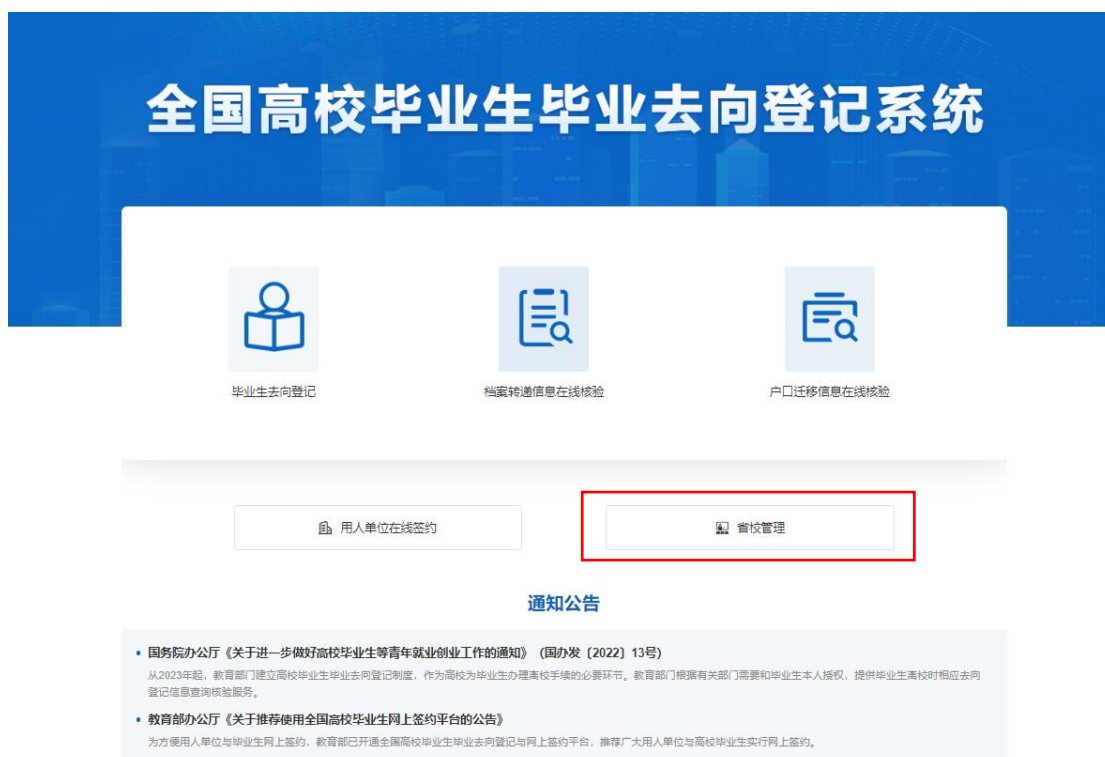 全国高校毕业生毕业去向登记系统
毕业生去向登记
档案转递信息在线核验
户口迁移信息在线核验
用人单位在线签约
省校管理
通知公告
国务院办公厅《关于进一步做好高校毕业生等青年就业创业工作的通知》（国办发〔2022〕13号）
从2023年起，教育部门建立高校毕业生毕业去向登记制度，作为高校为毕业生办理离校手续的必要环节。教育部门根据有关部门需要和毕业生本人授权，提供毕业生离校时相应去向
登记信息查询核验服务。
教育部办公厅《关于推荐使用全国高校毕业生网上签约平台的公告》
为方便用人单位与毕业生网上签约，教育部已开通全国高校毕业生毕业去向登记与网上签约平台，推荐广大用人单位与高校毕业生实行网上签约。